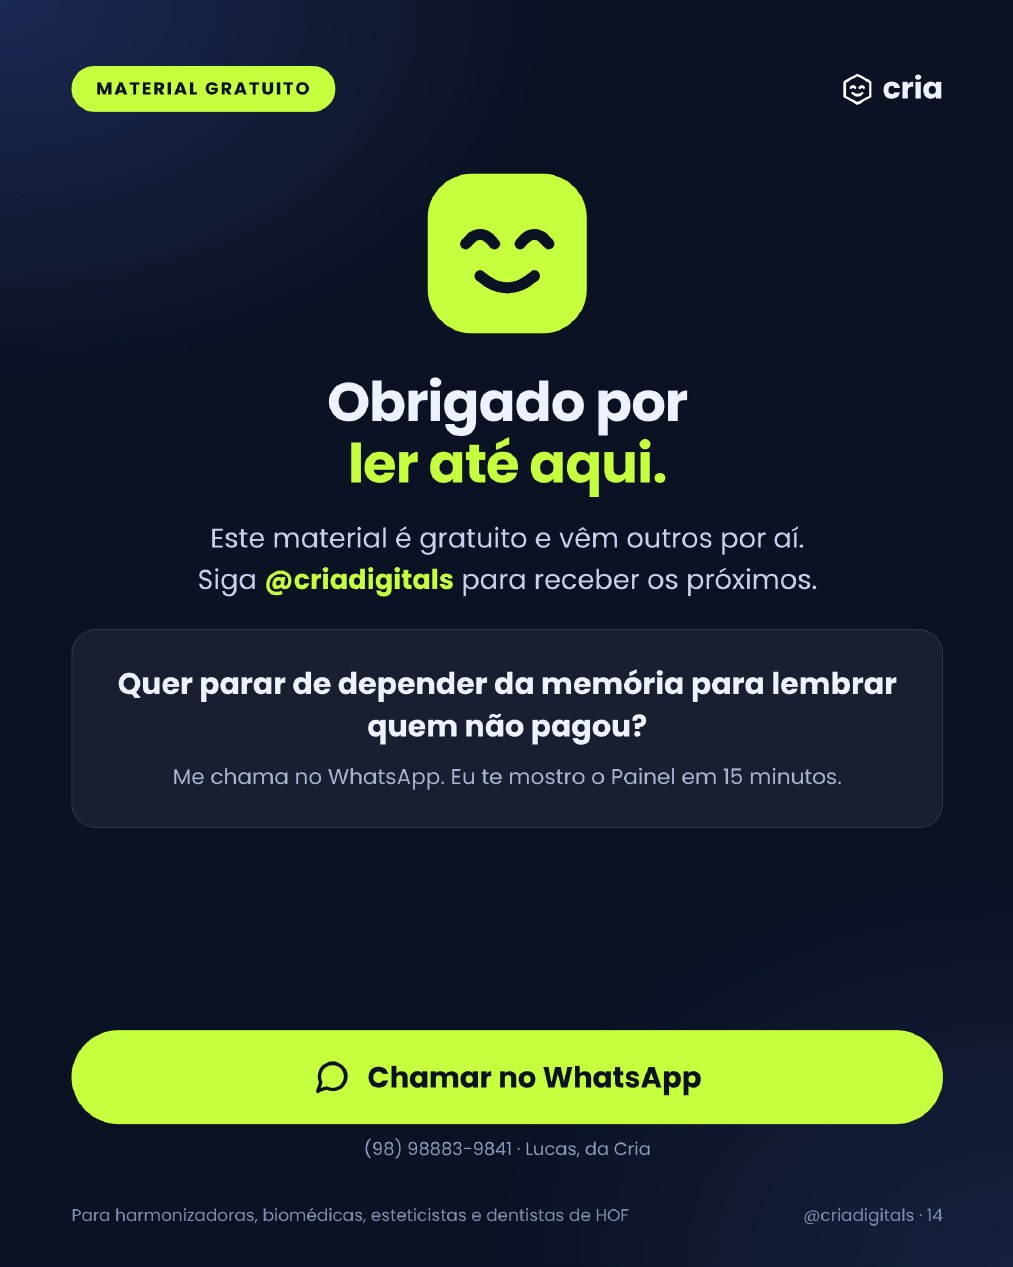 MATERIAL GRATUITO
cria
Obrigado por
ler até aqui.
Este material é gratuito e vêm outros por aí.
Siga @criadigitals para receber os próximos.
Quer parar de depender da memória para lembrar
quem não pagou?
Me chama no WhatsApp. Eu te mostro o Painel em 15 minutos.
Chamar no WhatsApp
(98) 98883-9841 · Lucas, da Cria
Para harmonizadoras, biomédicas, esteticistas e dentistas de HOF
@criadigitals · 14